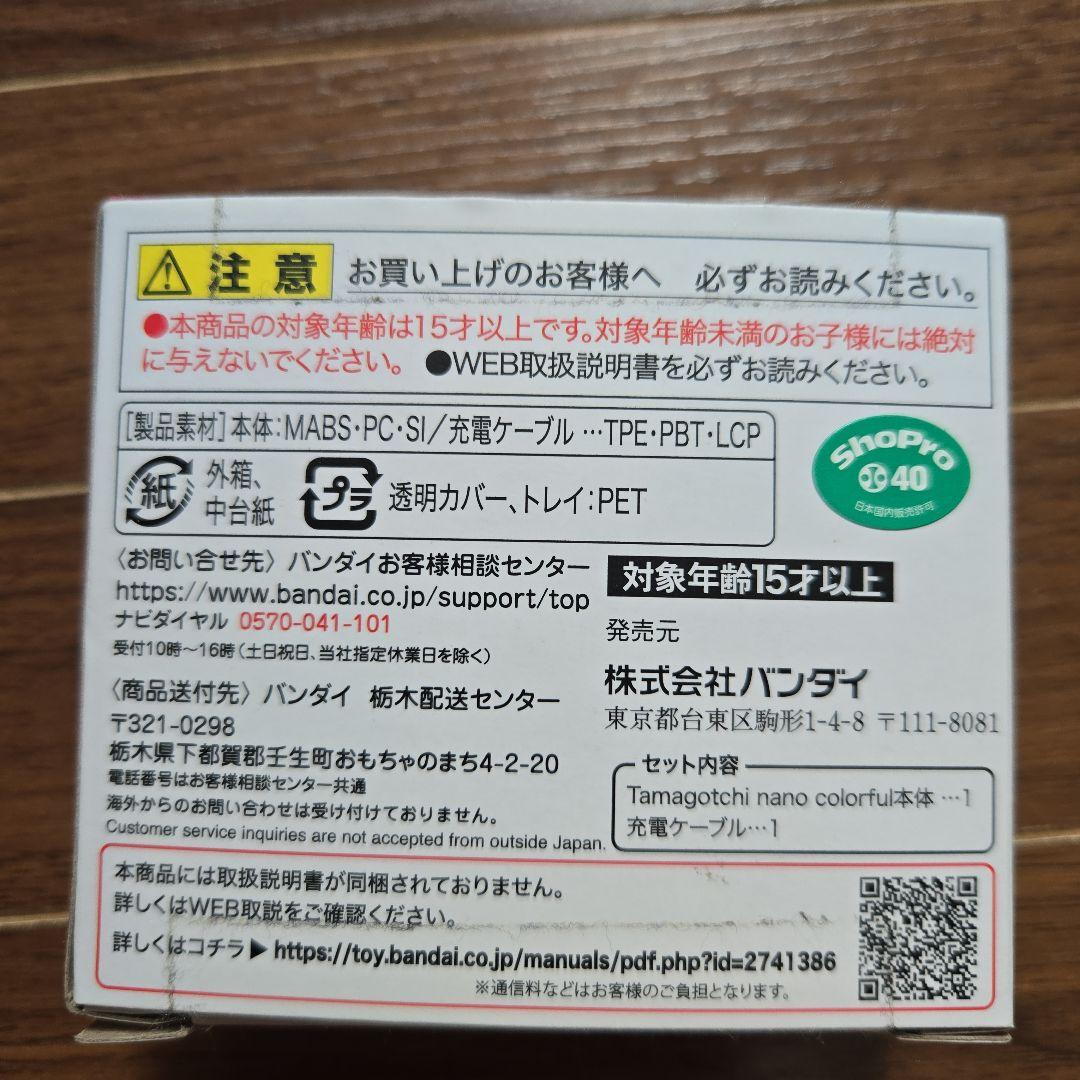 注意 お買い上げのお客様へ 必ずお読みください。
●本商品の対象年齢は15才以上です。対象年齢未満のお子様には絶対
に与えないでください。 ●WEB取扱説明書を必ずお読みください。
[製品素材]本体:MABS・PC・SI/充電ケーブル…TPE・PBT・LCP
紙 外箱、
中台紙
プラ 透明カバー、トレイ:PET
ShoPro
40
日本国内販売許可
〈お問い合せ先〉バンダイお客様相談センター
https://www.bandai.co.jp/support/top
ナビダイヤル 0570-041-101
受付10時〜16時(土日祝日、当社指定休業日を除く)
〈商品送付先〉バンダイ 栃木配送センター
〒321-0298
栃木県下都賀郡壬生町おもちゃのまち4-2-20
電話番号はお客様相談センター共通
海外からのお問い合わせは受け付けておりません。
Customer service inquiries are not accepted from outside Japan.
対象年齢15才以上
発売元
株式会社バンダイ
東京都台東区駒形1-4-8 〒111-8081
セット内容
Tamagotchi nano colorful本体…1
充電ケーブル…1
本商品には取扱説明書が同梱されておりません。
詳しくはWEB取説をご確認ください。
詳しくはコチラ▶https://toy.bandai.co.jp/manuals/pdf.php?id=2741386
※通信料などはお客様のご負担となります。